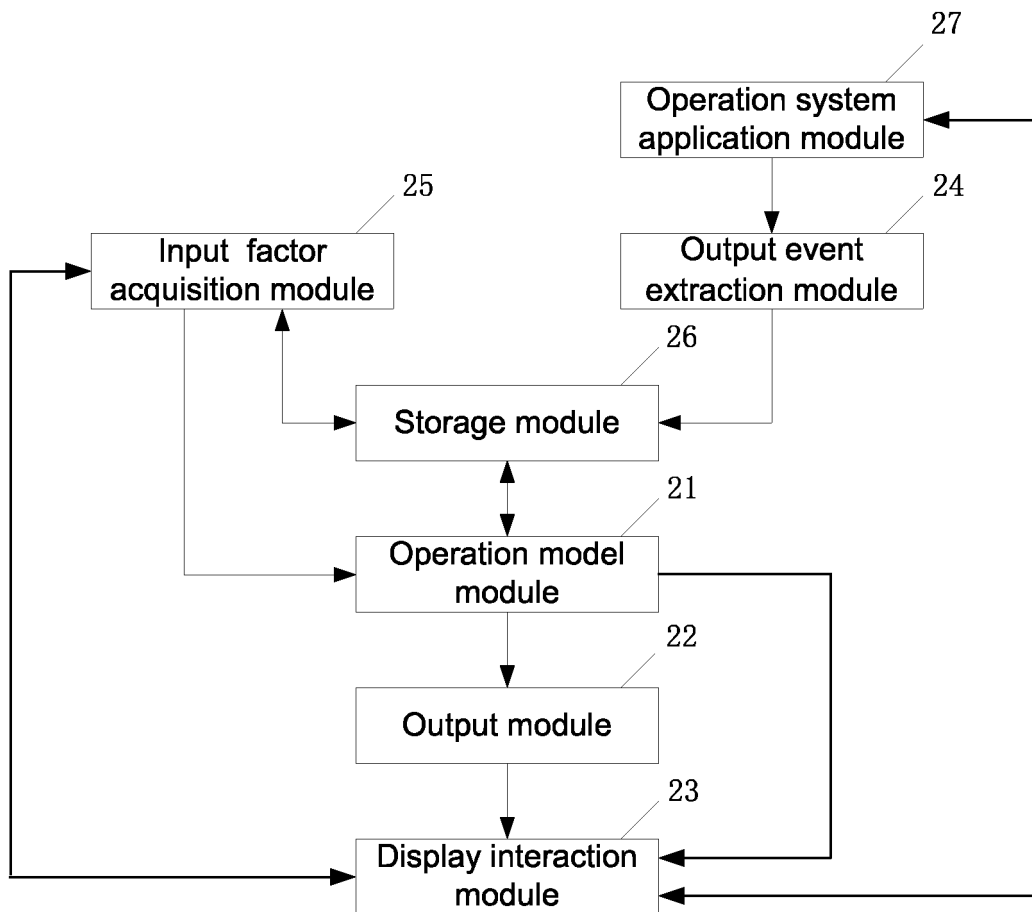 27
Operation system
application module
25
24
Input factor
acquisition module
Output event
extraction module
26
Storage module
21
Operation model
module
22
Output module
23
Display interaction
module